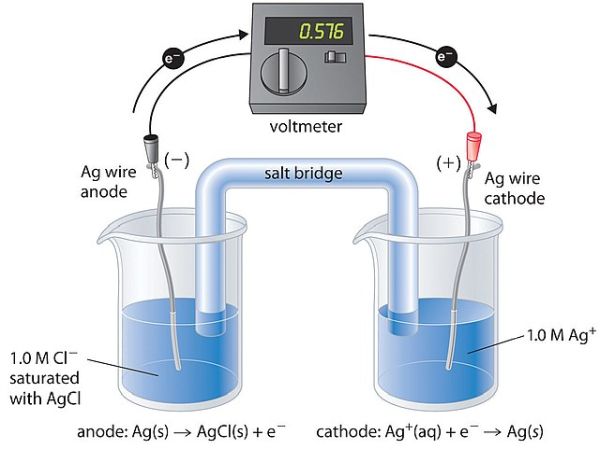 0.576
e⁻
e⁻
voltmeter
(−)
Ag wire
anode
salt bridge
(+)
Ag wire
cathode
1.0 M Cl⁻
saturated
with AgCl
1.0 M Ag⁺
anode: Ag(s) → AgCl(s) + e⁻
cathode: Ag⁺(aq) + e⁻ → Ag(s)